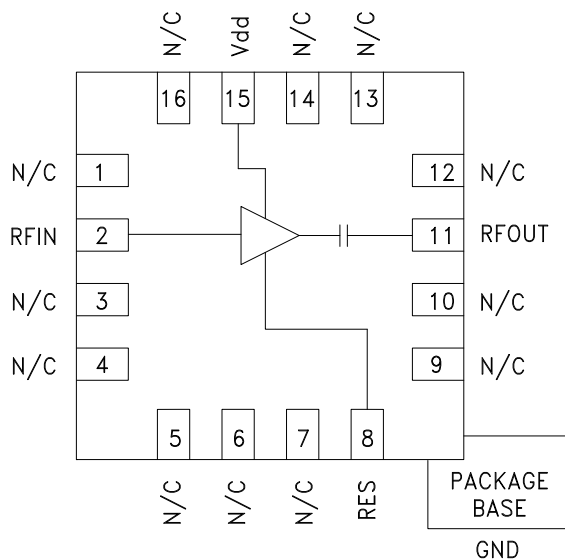 N/C Vdd N/C N/C
16 15 14 13
N/C 1 12 N/C
RFIN 2 11 RFOUT
N/C 3 10 N/C
N/C 4 9 N/C
5 6 7 8
N/C N/C N/C RES
PACKAGE
BASE
GND